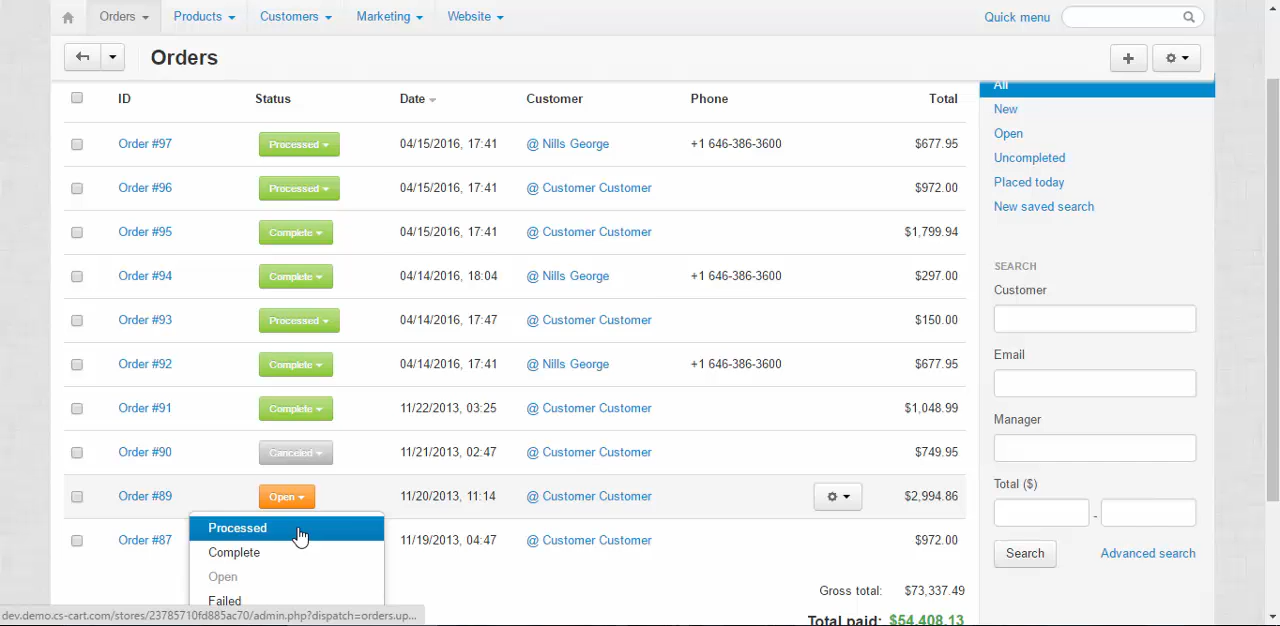 Orders Products Customers Marketing Website Quick menu
Orders
ID Status Date Customer Phone Total
Order #97 Processed 04/15/2016, 17:41 @ Nills George +1 646-386-3600 $677.95
Order #96 Processed 04/15/2016, 17:41 @ Customer Customer $972.00
Order #95 Complete 04/15/2016, 17:41 @ Customer Customer $1,799.94
Order #94 Complete 04/14/2016, 18:04 @ Nills George +1 646-386-3600 $297.00
Order #93 Processed 04/14/2016, 17:47 @ Customer Customer $150.00
Order #92 Complete 04/14/2016, 17:41 @ Nills George +1 646-386-3600 $677.95
Order #91 Complete 11/22/2013, 03:25 @ Customer Customer $1,048.99
Order #90 Canceled 11/21/2013, 02:47 @ Customer Customer $749.95
Order #89 Open 11/20/2013, 11:14 @ Customer Customer $2,994.86
Processed
Order #87 11/19/2013, 04:47 @ Customer Customer $972.00
Complete
Open
Failed
Gross total: $73,337.49
Total paid: $54,408.13
All
New
Open
Uncompleted
Placed today
New saved search
SEARCH
Customer
Email
Manager
Total ($)
-
Search Advanced search
dev.demo.cs-cart.com/stores/23785710fd885ac70/admin.php?dispatch=orders.up...